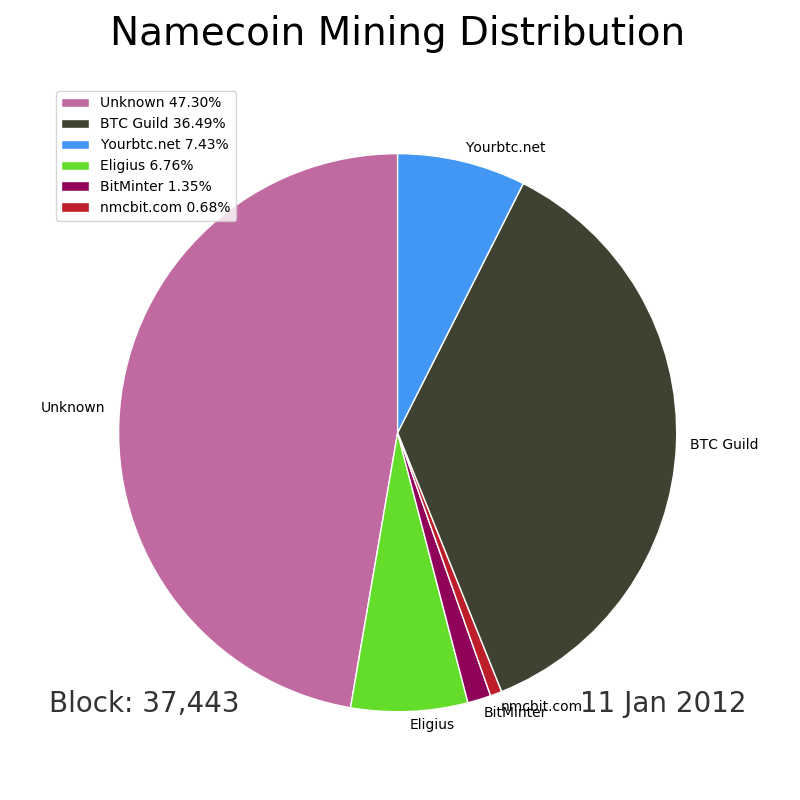 Namecoin Mining Distribution
Unknown 47.30%
BTC Guild 36.49%
Yourbtc.net 7.43%
Eligius 6.76%
BitMinter 1.35%
nmcbit.com 0.68%
Yourbtc.net
Unknown
BTC Guild
Block: 37,443
nmcbit.com
11 Jan 2012
BitMinter
Eligius